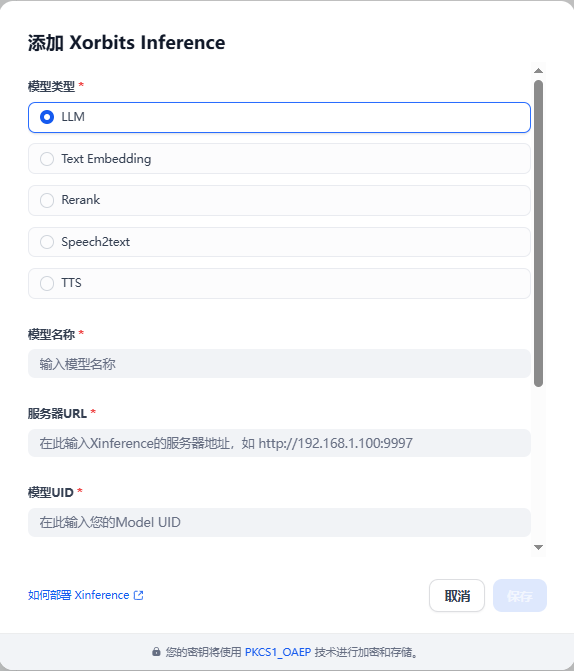 添加 Xorbits Inference
模型类型 *
LLM
Text Embedding
Rerank
Speech2text
TTS
模型名称 *
输入模型名称
服务器URL *
在此输入Xinference的服务器地址，如 http://192.168.1.100:9997
模型UID *
在此输入您的Model UID
如何部署 Xinference
取消
保存
您的密钥将使用 PKCS1_OAEP 技术进行加密和存储。